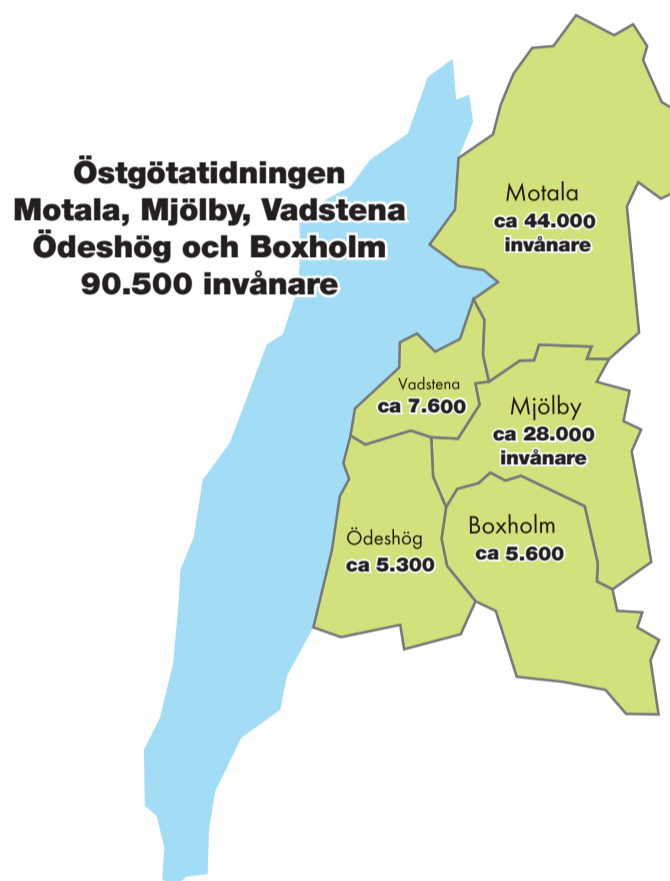 Östgötatidningen
Motala, Mjölby, Vadstena
Ödeshög och Boxholm
90.500 invånare
Motala
ca 44.000
invånare
Vadstena
ca 7.600
Mjölby
ca 28.000
invånare
Ödeshög
ca 5.300
Boxholm
ca 5.600